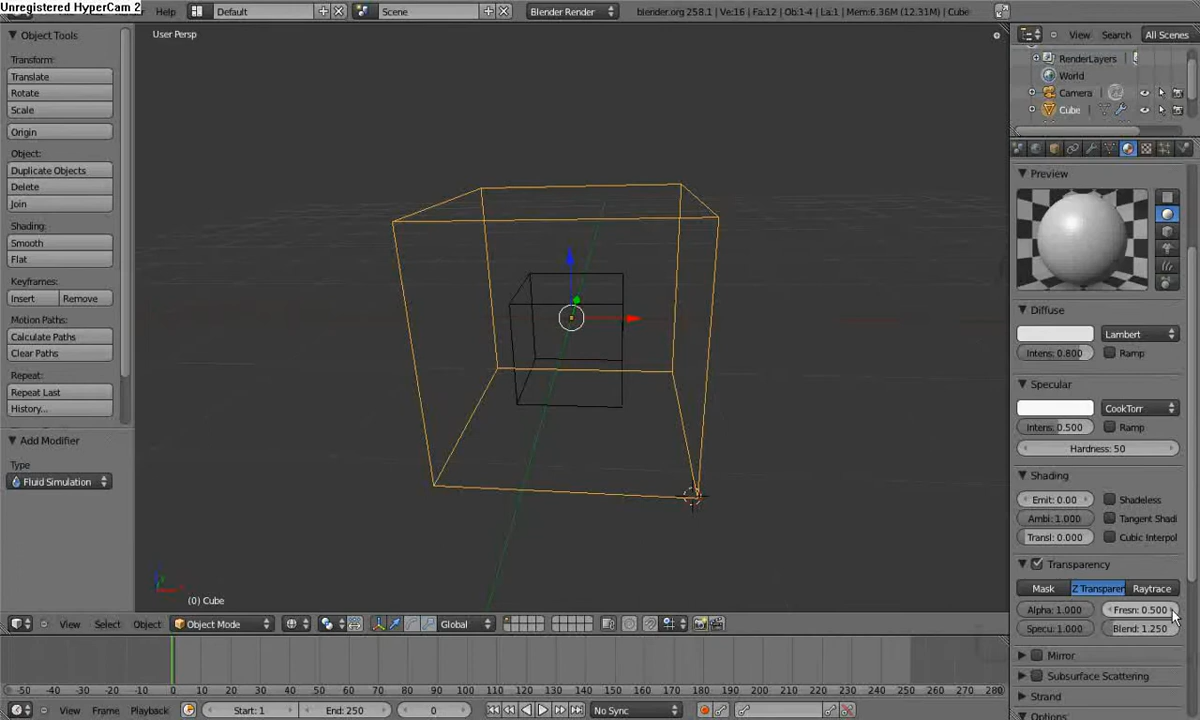 Unregistered HyperCam 2
Help
Default
Scene
Blender Render
blender.org 258.1 | Ve:16 | Fa:12 | Ob:1-4 | La:1 | Mem:6.36M (12.31M) | Cube
Object Tools
Transform:
Translate
Rotate
Scale
Origin
Object:
Duplicate Objects
Delete
Join
Shading:
Smooth
Flat
Keyframes:
Insert
Remove
Motion Paths:
Calculate Paths
Clear Paths
Repeat:
Repeat Last
History...
Add Modifier
Type
Fluid Simulation
User Persp
(0) Cube
View
Search
All Scenes
RenderLayers
World
Camera
Cube
Preview
Diffuse
Lambert
Intens: 0.800
Ramp
Specular
CookTorr
Intens: 0.500
Ramp
Hardness: 50
Shading
Emit: 0.00
Shadeless
Ambi: 1.000
Tangent Shadi
Transl: 0.000
Cubic Interpol
Transparency
Mask
Z Transparen
Raytrace
Alpha: 1.000
Fresn: 0.500
Specu: 1.000
Blend: 1.250
Mirror
Subsurface Scattering
Strand
Options
View
Select
Object
Object Mode
Global
-50 -40 -30 -20 -10 0 10 20 30 40 50 60 70 80 90 100 110 120 130 140 150 160 170 180 190 200 210 220 230 240 250 260 270 280
View
Frame
Playback
Start: 1
End: 250
0
No Sync